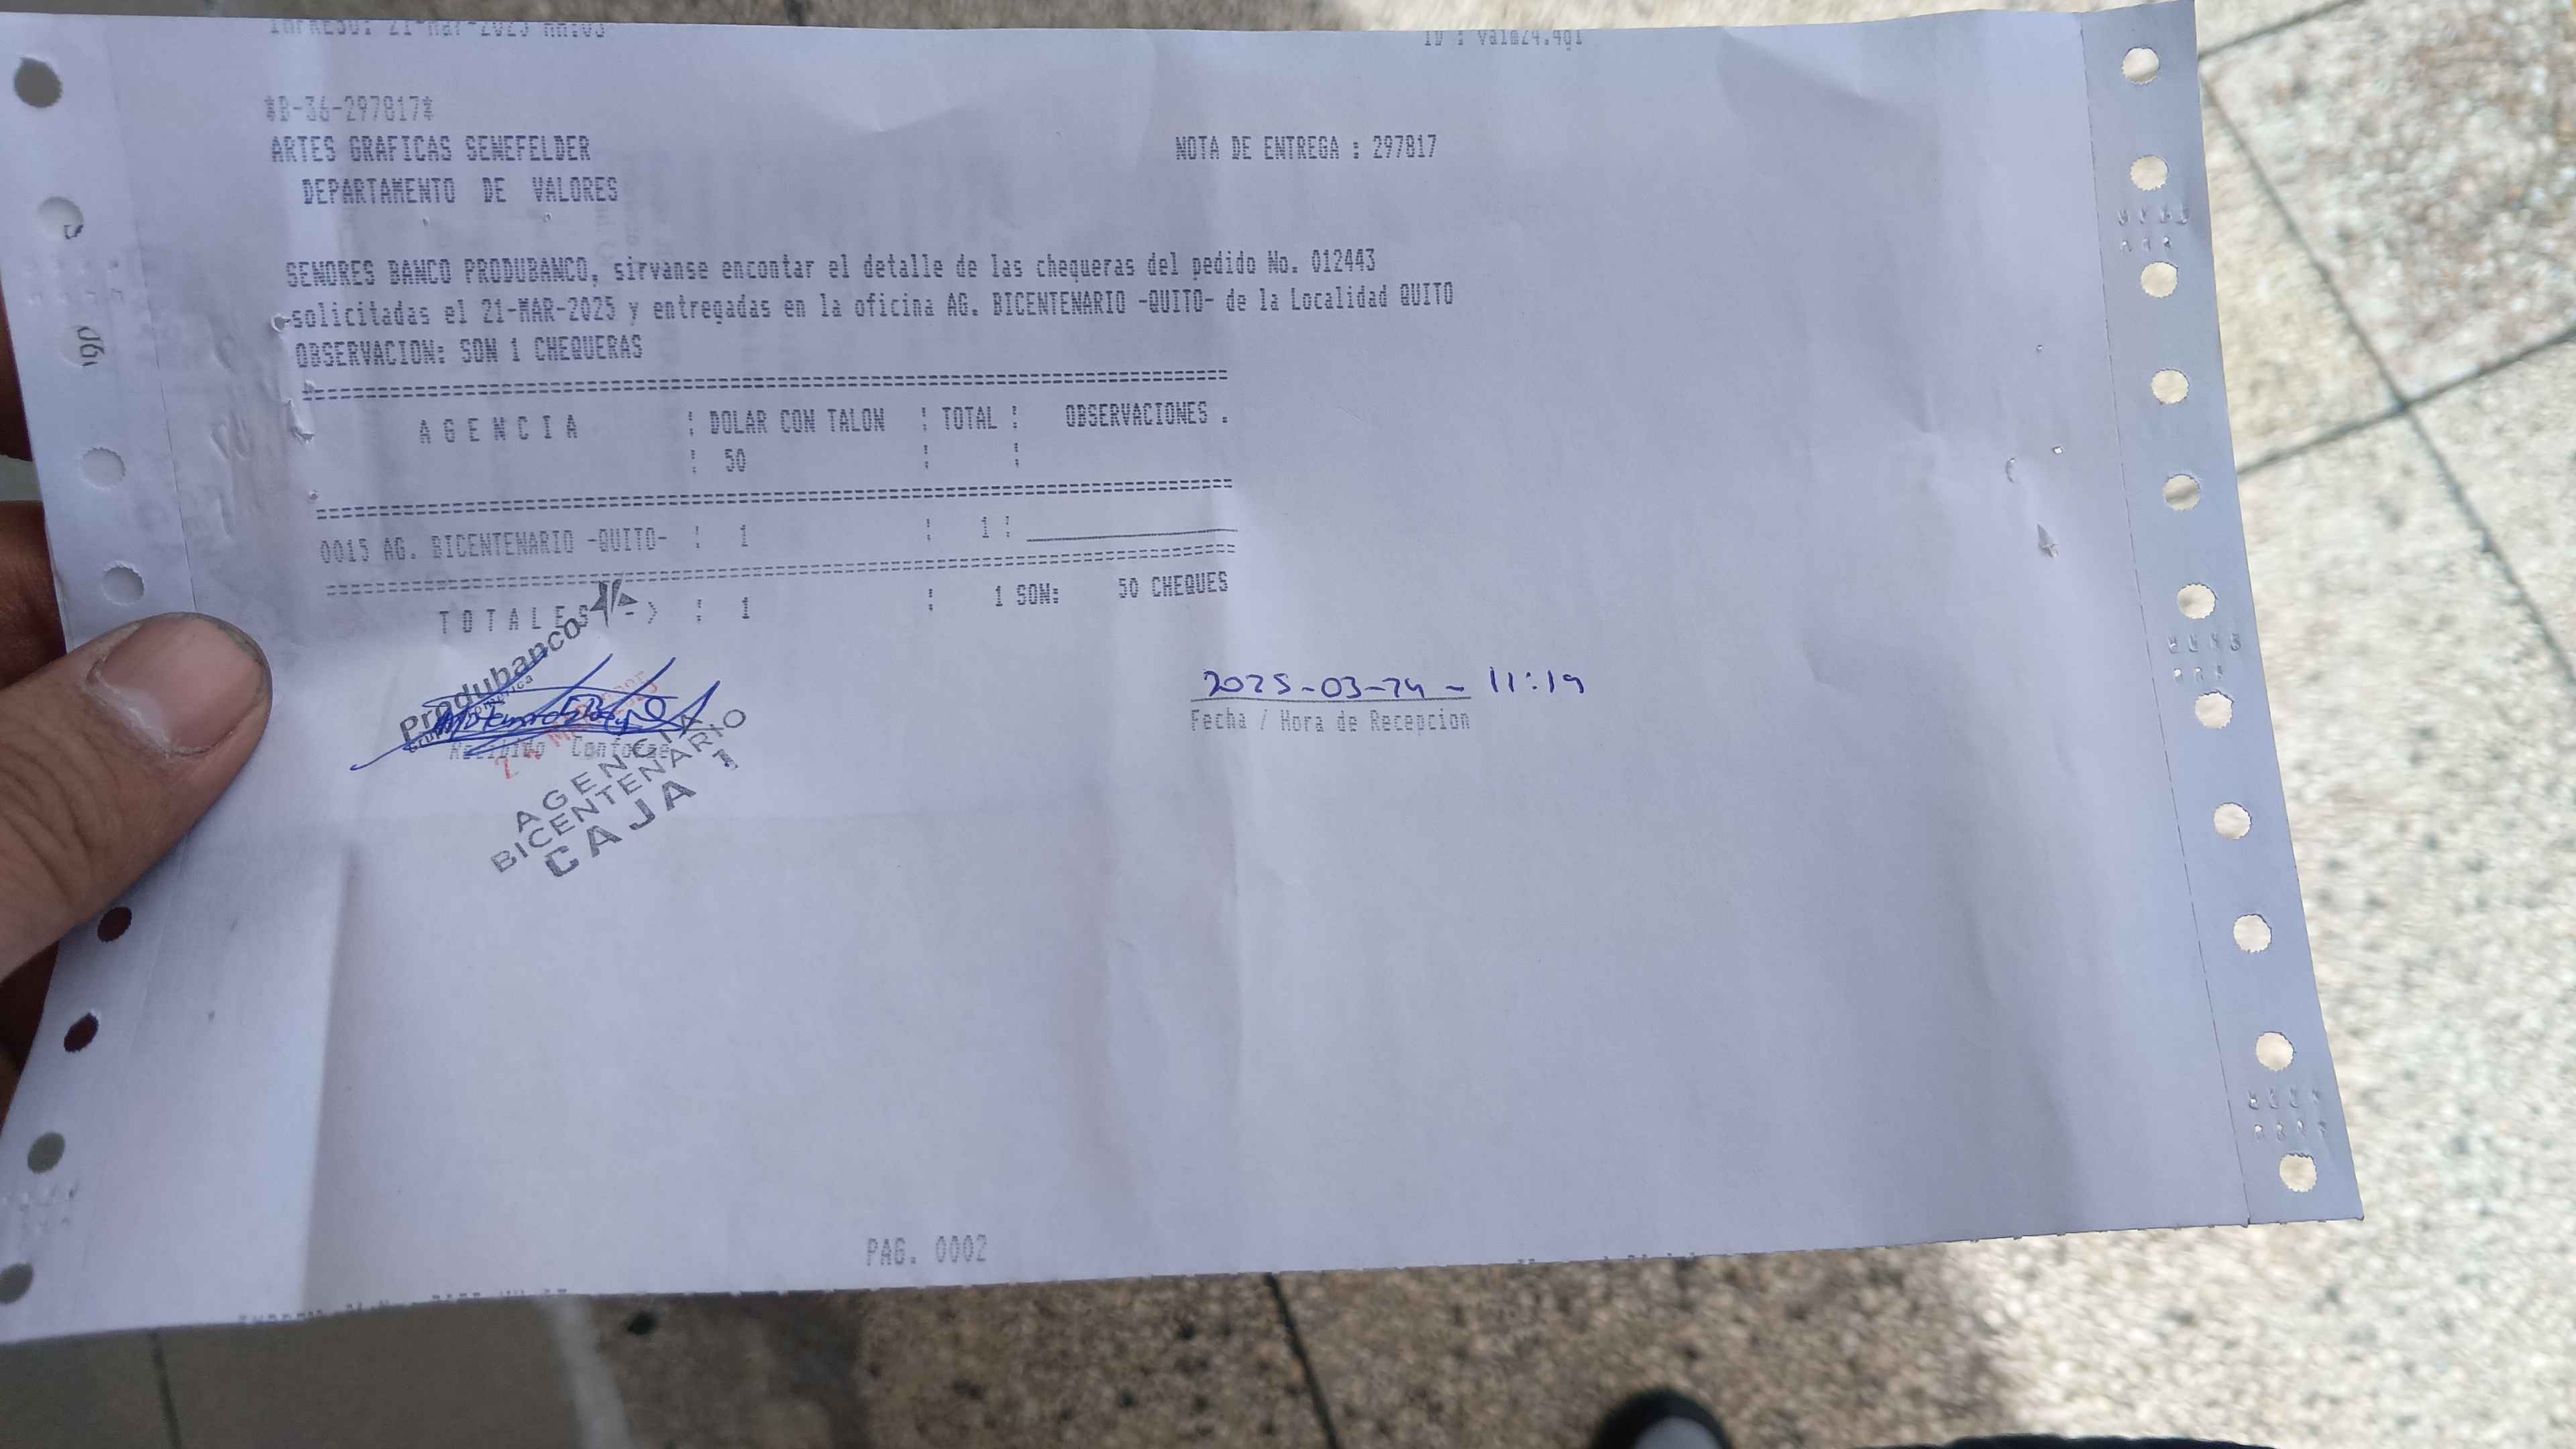 *B-36-297817*
ARTES GRAFICAS SENEFELDER
NOTA DE ENTREGA : 297817
DEPARTAMENTO DE VALORES
SENORES BANCO PRODUBANCO, sirvanse encontar el detalle de las chequeras del pedido No. 012443
solicitadas el 21-MAR-2025 y entregadas en la oficina AG. BICENTENARIO -QUITO- de la Localidad QUITO
OBSERVACION: SON 1 CHEQUERAS
A G E N C I A : DOLAR CON TALON : TOTAL : OBSERVACIONES .
: 50 : :
0015 AG. BICENTENARIO -QUITO- : 1 : 1 :
T O T A L E S -> : 1 : 1 SON: 50 CHEQUES
Produbanco
2025-03-24 - 11:19
Recibido Conforme
Fecha / Hora de Recepcion
AGENCIA
BICENTENARIO
CAJA 1
PAG. 0002